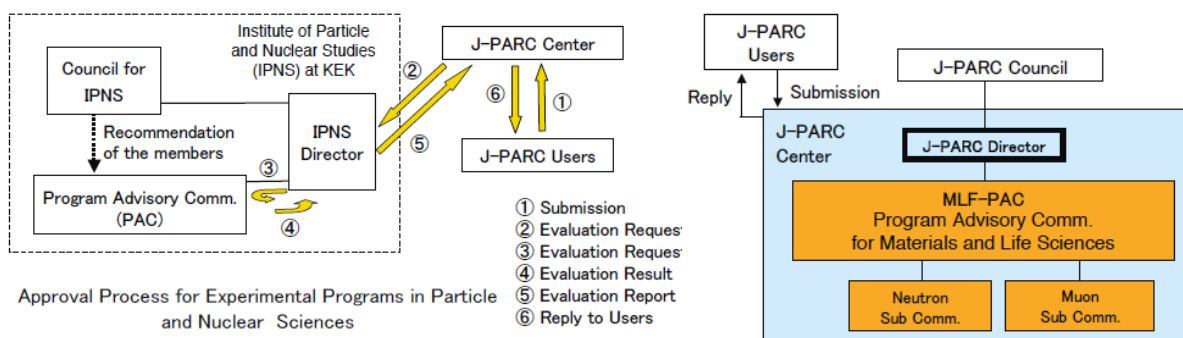 Institute of Particle
and Nuclear Studies
(IPNS) at KEK
Council for
IPNS
Recommendation
of the members
Program Advisory Comm.
(PAC)
IPNS
Director
③
④
②
⑤
J-PARC Center
⑥
①
J-PARC Users
① Submission
② Evaluation Request
③ Evaluation Request
④ Evaluation Result
⑤ Evaluation Report
⑥ Reply to Users
Approval Process for Experimental Programs in Particle
and Nuclear Sciences
J-PARC
Users
Reply
Submission
J-PARC Council
J-PARC
Center
J-PARC Director
MLF-PAC
Program Advisory Comm.
for Materials and Life Sciences
Neutron
Sub Comm.
Muon
Sub Comm.